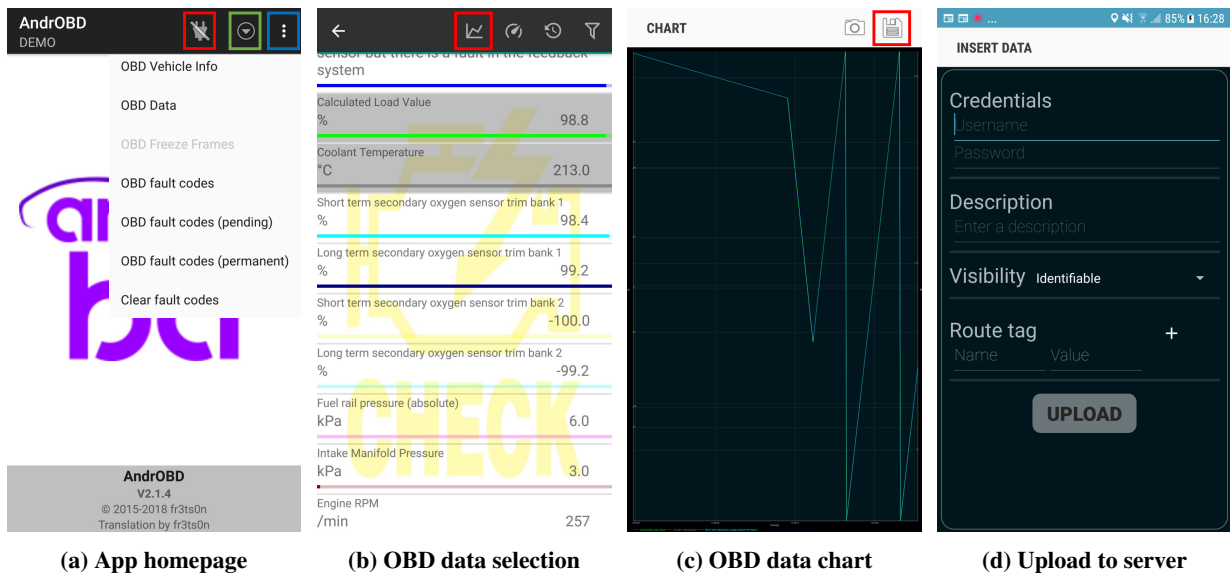 AndrOBD
DEMO
OBD Vehicle Info
OBD Data
OBD Freeze Frames
OBD fault codes
OBD fault codes (pending)
OBD fault codes (permanent)
Clear fault codes
AndrOBD
V2.1.4
© 2015-2018 fr3ts0n
Translation by fr3ts0n
(a) App homepage
sensor but there is a fault in the feedback
system
Calculated Load Value
% 98.8
Coolant Temperature
°C 213.0
Short term secondary oxygen sensor trim bank 1
% 98.4
Long term secondary oxygen sensor trim bank 1
% 99.2
Short term secondary oxygen sensor trim bank 2
% -100.0
Long term secondary oxygen sensor trim bank 2
% -99.2
Fuel rail pressure (absolute)
kPa 6.0
Intake Manifold Pressure
kPa 3.0
Engine RPM
/min 257
CHECK
(b) OBD data selection
CHART
(c) OBD data chart
... 85% 16:28
INSERT DATA
Credentials
Username
Password
Description
Enter a description
Visibility Identifiable
Route tag +
Name Value
UPLOAD
(d) Upload to server